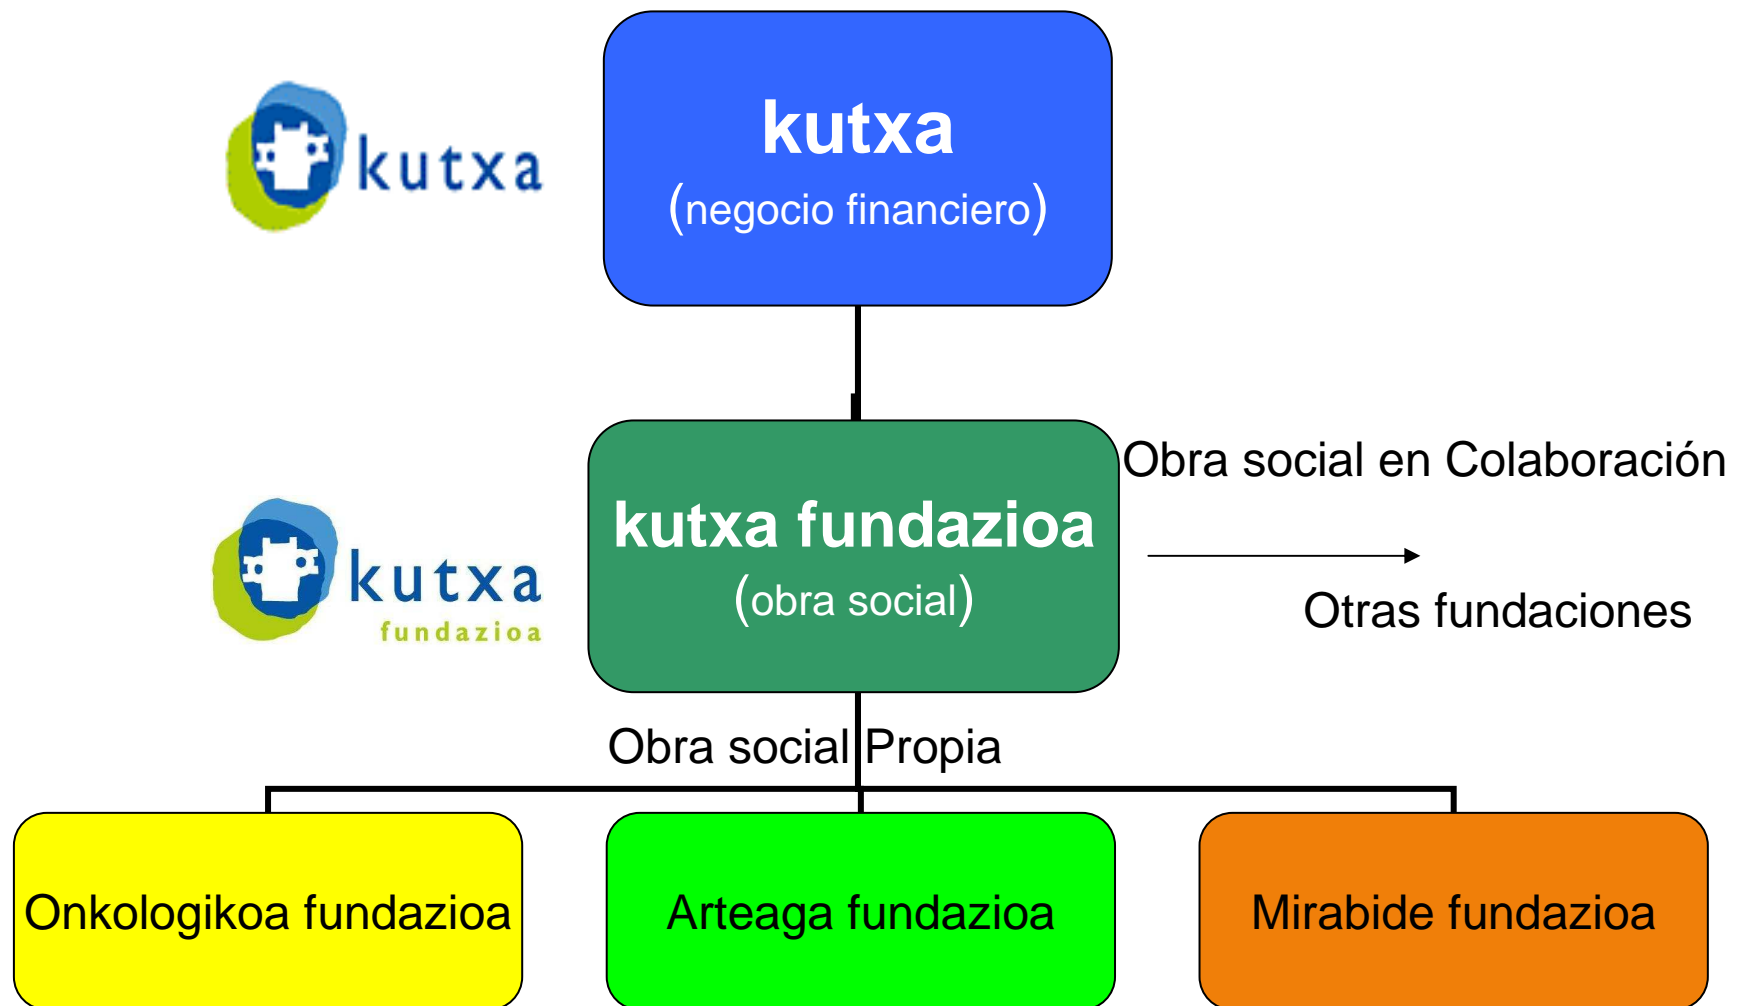 kutxa
kutxa
(negocio financiero)
Obra social en Colaboración
kutxa
fundazioa
kutxa fundazioa
(obra social)
Otras fundaciones
Obra social Propia
Onkologikoa fundazioa
Arteaga fundazioa
Mirabide fundazioa